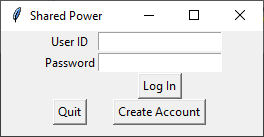 Shared Power
User ID
Password
Log In
Quit Create Account